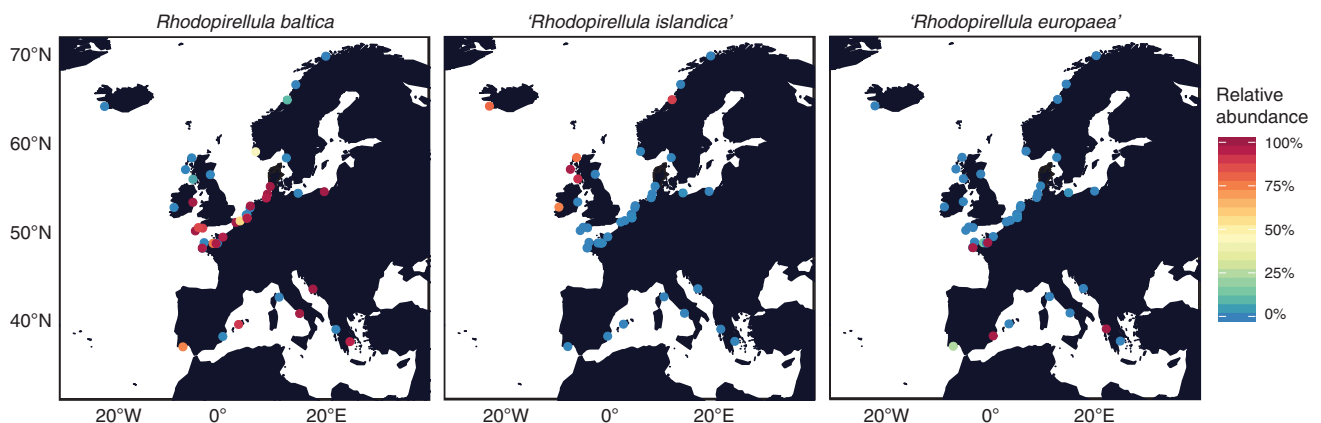 Rhodopirellula baltica
‘Rhodopirellula islandica’
‘Rhodopirellula europaea’
70°N
60°N
50°N
40°N
20°W 0° 20°E
20°W 0° 20°E
20°W 0° 20°E
Relative
abundance
100%
75%
50%
25%
0%